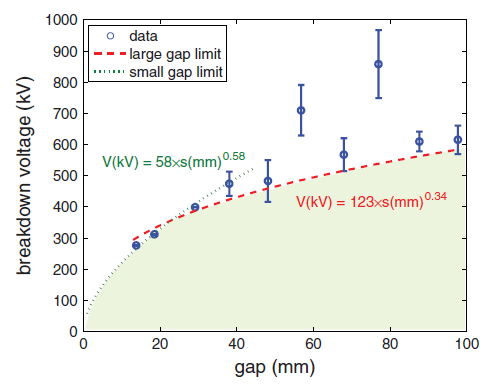 1000
900
800
700
600
500
400
300
200
100
0
breakdown voltage (kV)
data
large gap limit
small gap limit
V(kV) = 58×s(mm)^0.58
V(kV) = 123×s(mm)^0.34
0 20 40 60 80 100
gap (mm)